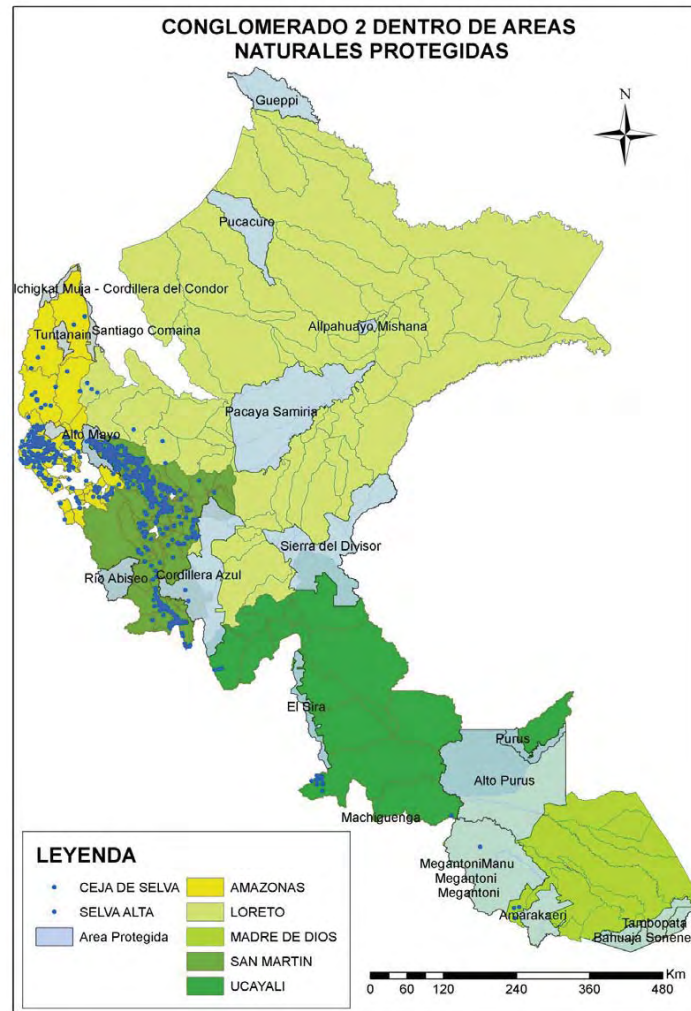 CONGLOMERADO 2 DENTRO DE AREAS
NATURALES PROTEGIDAS
Gueppi
N
Pucacuro
Ichigkat Muja - Cordillera del Condor
Tuntanain
Santiago Comaina
Allpahuayo Mishana
Pacaya Samiria
Alto Mayo
Sierra del Divisor
Río Abiseo
Cordillera Azul
El Sira
Purus
Alto Purus
Machiguenga
MegantoniManu
Megantoni
Megantoni
Amarakaeri
Tambopata
Bahuaja Sonene
LEYENDA
CEJA DE SELVA
SELVA ALTA
Area Protegida
AMAZONAS
LORETO
MADRE DE DIOS
SAN MARTIN
UCAYALI
Km
0 60 120 240 360 480